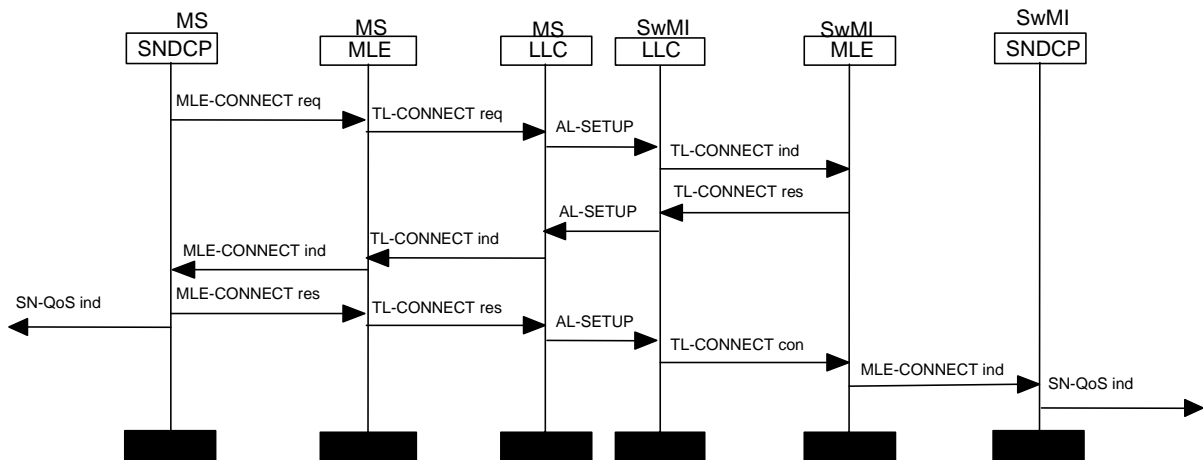 MS
SNDCP
MS
MLE
MS
LLC
SwMI
LLC
SwMI
MLE
SwMI
SNDCP
MLE-CONNECT req
TL-CONNECT req
AL-SETUP
TL-CONNECT ind
TL-CONNECT res
AL-SETUP
TL-CONNECT ind
MLE-CONNECT ind
MLE-CONNECT res
SN-QoS ind
TL-CONNECT res
AL-SETUP
TL-CONNECT con
MLE-CONNECT ind
SN-QoS ind